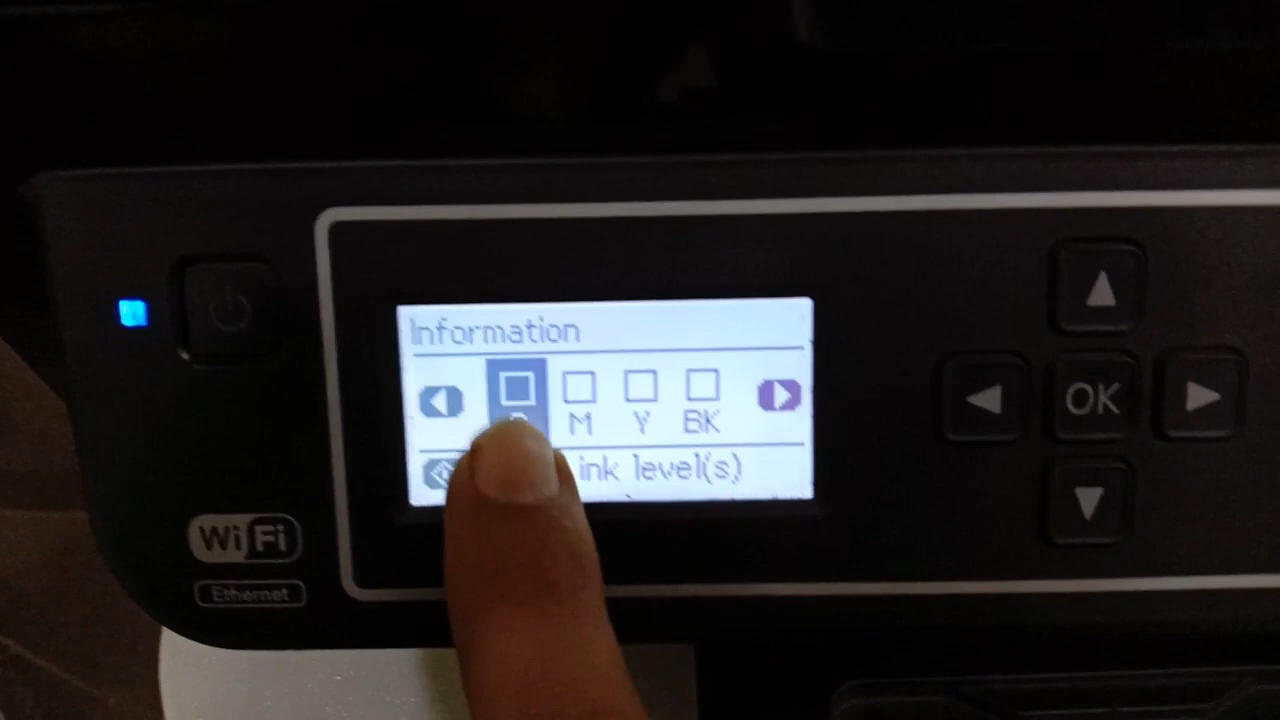 Information
M Y BK
ink level(s)
OK
WiFi
Ethernet